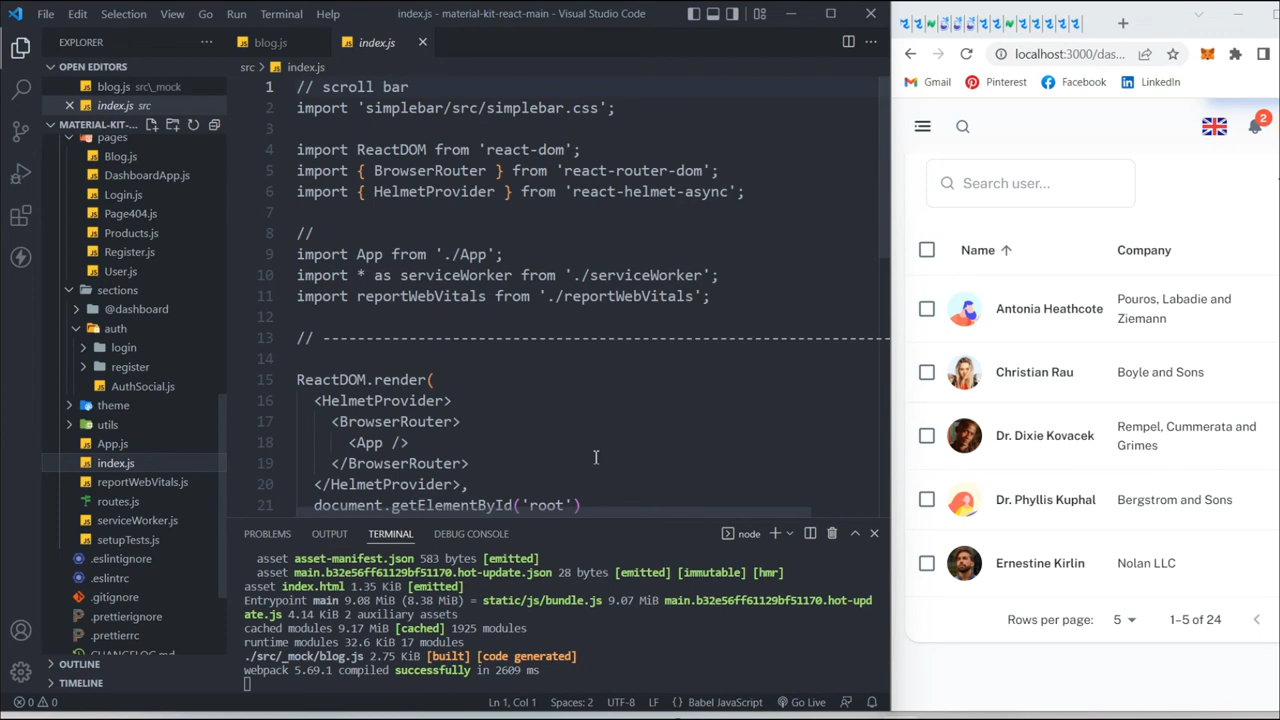 File Edit Selection View Go Run Terminal Help index.js - material-kit-react-main - Visual Studio Code
EXPLORER
OPEN EDITORS
blog.js src\_mock
index.js src
MATERIAL-KIT-...
pages
Blog.js
DashboardApp.js
Login.js
Page404.js
Products.js
Register.js
User.js
sections
@dashboard
auth
login
register
AuthSocial.js
theme
utils
App.js
index.js
reportWebVitals.js
routes.js
serviceWorker.js
setupTests.js
.eslintignore
.eslintrc
.gitignore
.prettierignore
.prettierrc
CHANGELOG.md
OUTLINE
TIMELINE
blog.js index.js
src > index.js
1 // scroll bar
2 import 'simplebar/src/simplebar.css';
3
4 import ReactDOM from 'react-dom';
5 import { BrowserRouter } from 'react-router-dom';
6 import { HelmetProvider } from 'react-helmet-async';
7
8 //
9 import App from './App';
10 import * as serviceWorker from './serviceWorker';
11 import reportWebVitals from './reportWebVitals';
12
13 // -----------------------------------------------------------------
14
15 ReactDOM.render(
16 <HelmetProvider>
17 <BrowserRouter>
18 <App />
19 </BrowserRouter>
20 </HelmetProvider>,
21 document.getElementById('root')
PROBLEMS OUTPUT TERMINAL DEBUG CONSOLE node
asset asset-manifest.json 583 bytes [emitted]
asset main.b32e56ff61129bf51170.hot-update.json 28 bytes [emitted] [immutable] [hmr]
asset index.html 1.35 KiB [emitted]
Entrypoint main 9.08 MiB (8.38 MiB) = static/js/bundle.js 9.07 MiB main.b32e56ff61129bf51170.hot-upd
ate.js 4.14 KiB 2 auxiliary assets
cached modules 9.17 MiB [cached] 1925 modules
runtime modules 32.6 KiB 17 modules
./src/_mock/blog.js 2.75 KiB [built] [code generated]
webpack 5.69.1 compiled successfully in 2609 ms
0 0 Ln 1, Col 1 Spaces: 2 UTF-8 LF {} Babel JavaScript Go Live
localhost:3000/das...
Gmail Pinterest Facebook LinkedIn
2
Search user...
Name Company
Antonia Heathcote Pouros, Labadie and
Ziemann
Christian Rau Boyle and Sons
Dr. Dixie Kovacek Rempel, Cummerata and
Grimes
Dr. Phyllis Kuphal Bergstrom and Sons
Ernestine Kirlin Nolan LLC
Rows per page: 5 1–5 of 24